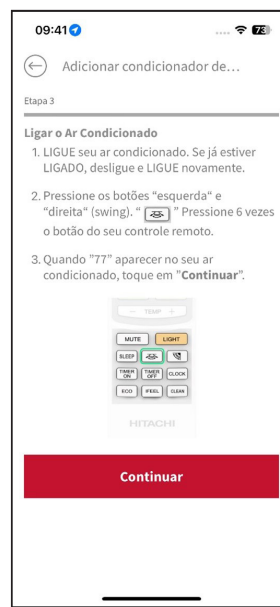 09:41
73
Adicionar condicionador de...
Etapa 3
Ligar o Ar Condicionado
1. LIGUE seu ar condicionado. Se já estiver
LIGADO, desligue e LIGUE novamente.
2. Pressione os botões “esquerda“ e
“direita“ (swing). “ ” Pressione 6 vezes
o botão do seu controle remoto.
3. Quando "77” aparecer no seu ar
condicionado, toque em "Continuar".
— TEMP +
MUTE LIGHT
SLEEP
TIMER ON TIMER OFF CLOCK
ECO IFEEL CLEAN
HITACHI
Continuar